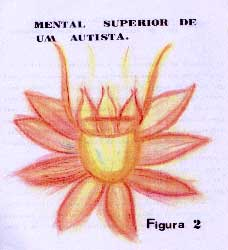 MENTAL SUPERIOR DE
UM AUTISTA.
Figura 2